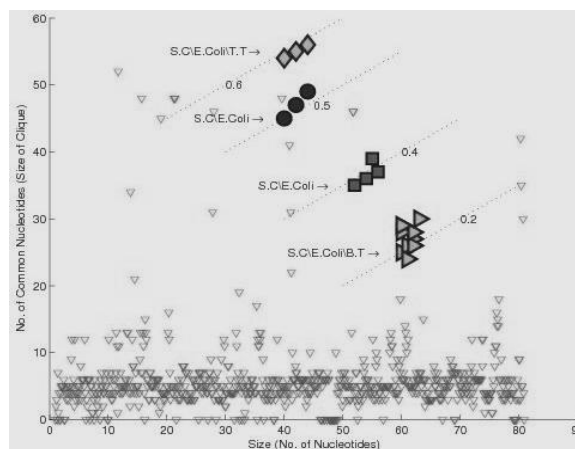 60
S.C\E.Coli\T.T→
50
0.6
0.5
S.C\E.Coli→
40
0.4
S.C\E.Coli→
30
0.2
S.C\E.Coli\B.T→
20
10
0
0 10 20 30 40 50 60 70 80 9
Size (No. of Nucleotides)
No. of Common Nucleotides (Size of Clique)